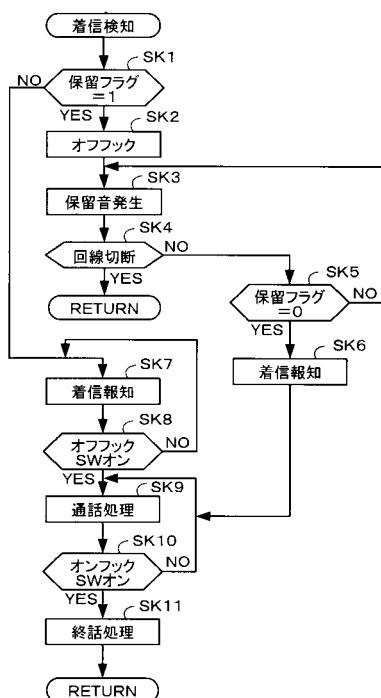 着信検知
SK1
NO
保留フラグ
=1
YES
SK2
オフフック
SK3
保留音発生
SK4
回線切断
NO
YES
RETURN
SK5
保留フラグ
=0
NO
YES
SK6
着信報知
SK7
着信報知
SK8
オフフック
SWオン
NO
YES
SK9
通話処理
SK10
オンフック
SWオン
NO
YES
SK11
終話処理
RETURN